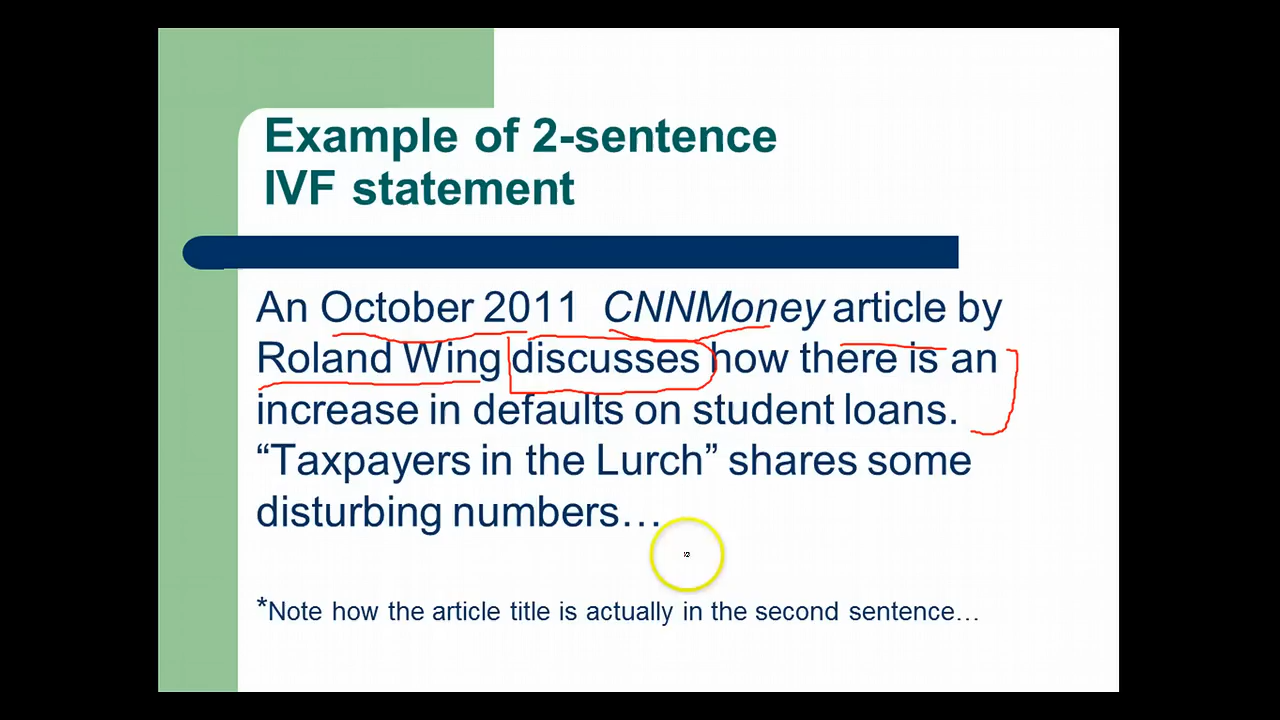 Example of 2-sentence
IVF statement
An October 2011 CNNMoney article by
Roland Wing discusses how there is an
increase in defaults on student loans.
“Taxpayers in the Lurch” shares some
disturbing numbers…
*Note how the article title is actually in the second sentence…